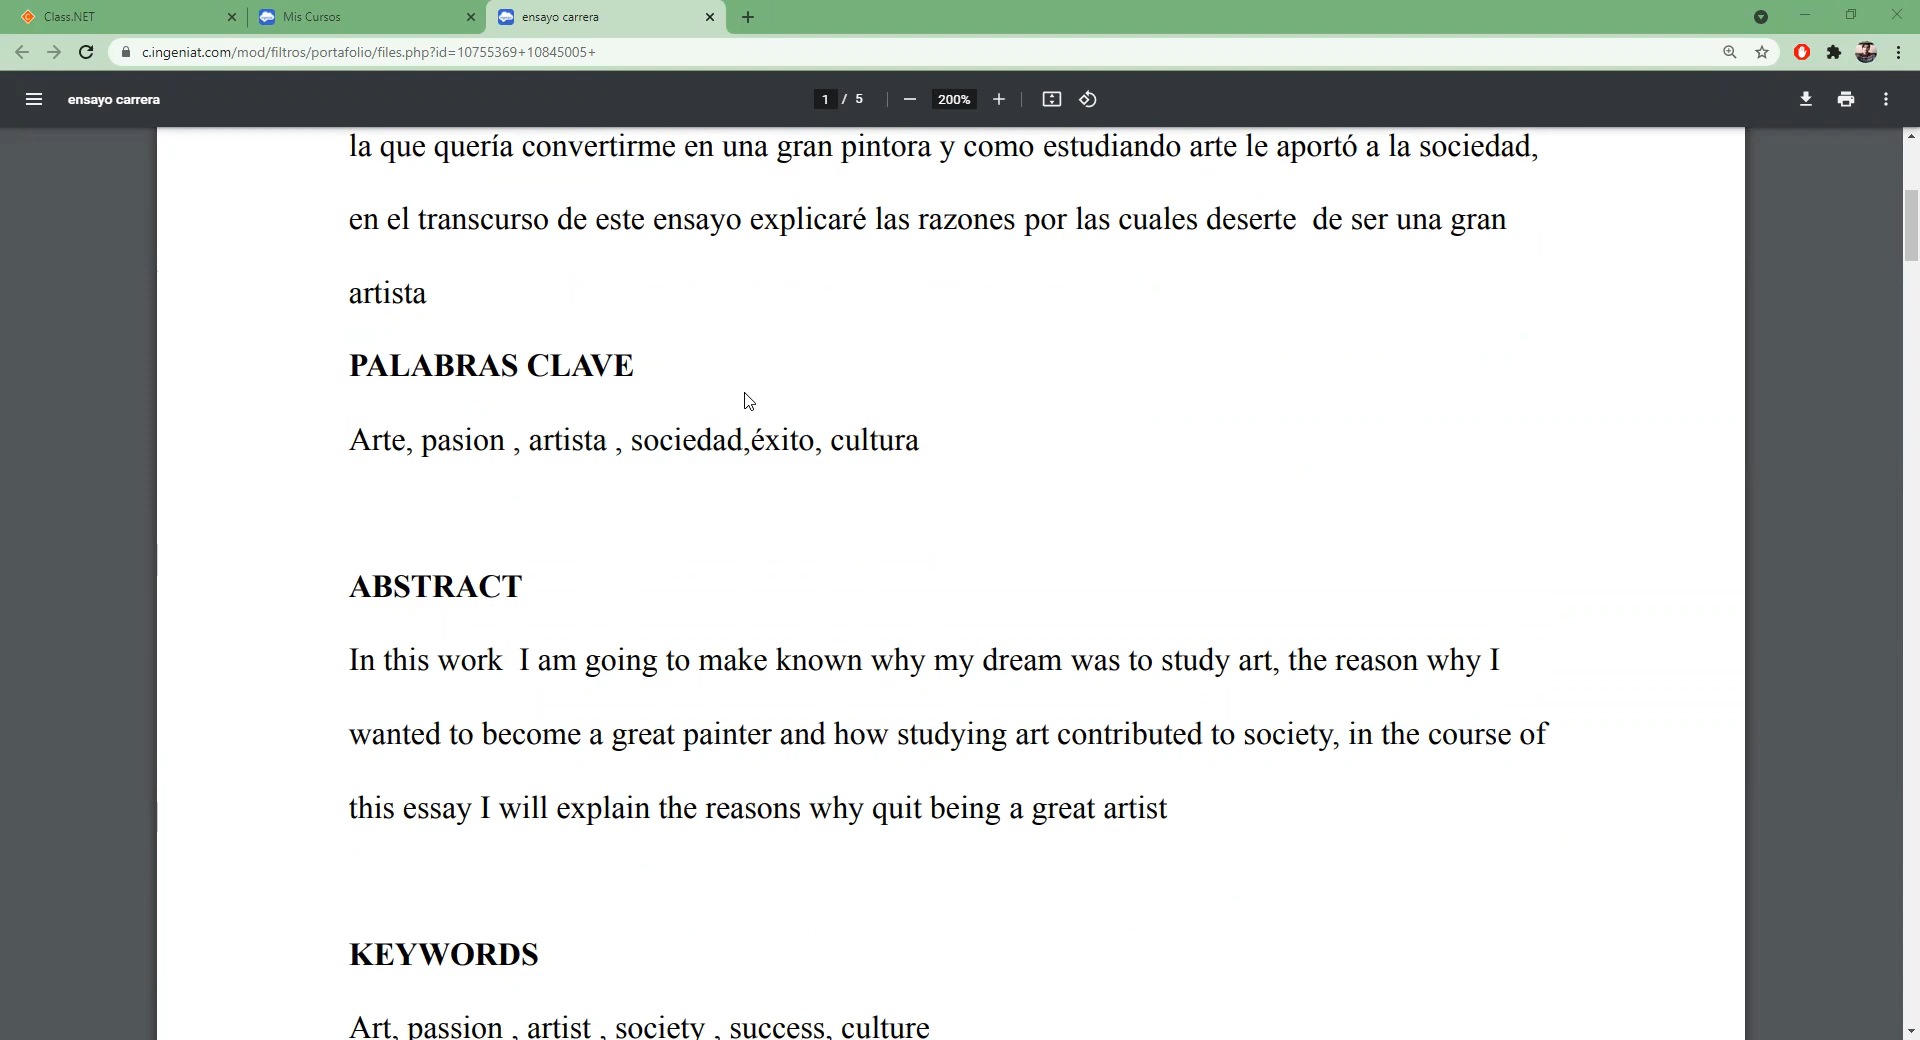 Class.NET
Mis Cursos
ensayo carrera
c.ingeniat.com/mod/filtros/portafolio/files.php?id=10755369+10845005+
ensayo carrera
1 / 5
200%
la que quería convertirme en una gran pintora y como estudiando arte le aportó a la sociedad,
en el transcurso de este ensayo explicaré las razones por las cuales deserte  de ser una gran
artista
PALABRAS CLAVE
Arte, pasion , artista , sociedad,éxito, cultura
ABSTRACT
In this work  I am going to make known why my dream was to study art, the reason why I
wanted to become a great painter and how studying art contributed to society, in the course of
this essay I will explain the reasons why quit being a great artist
KEYWORDS
Art, passion , artist , society , success, culture